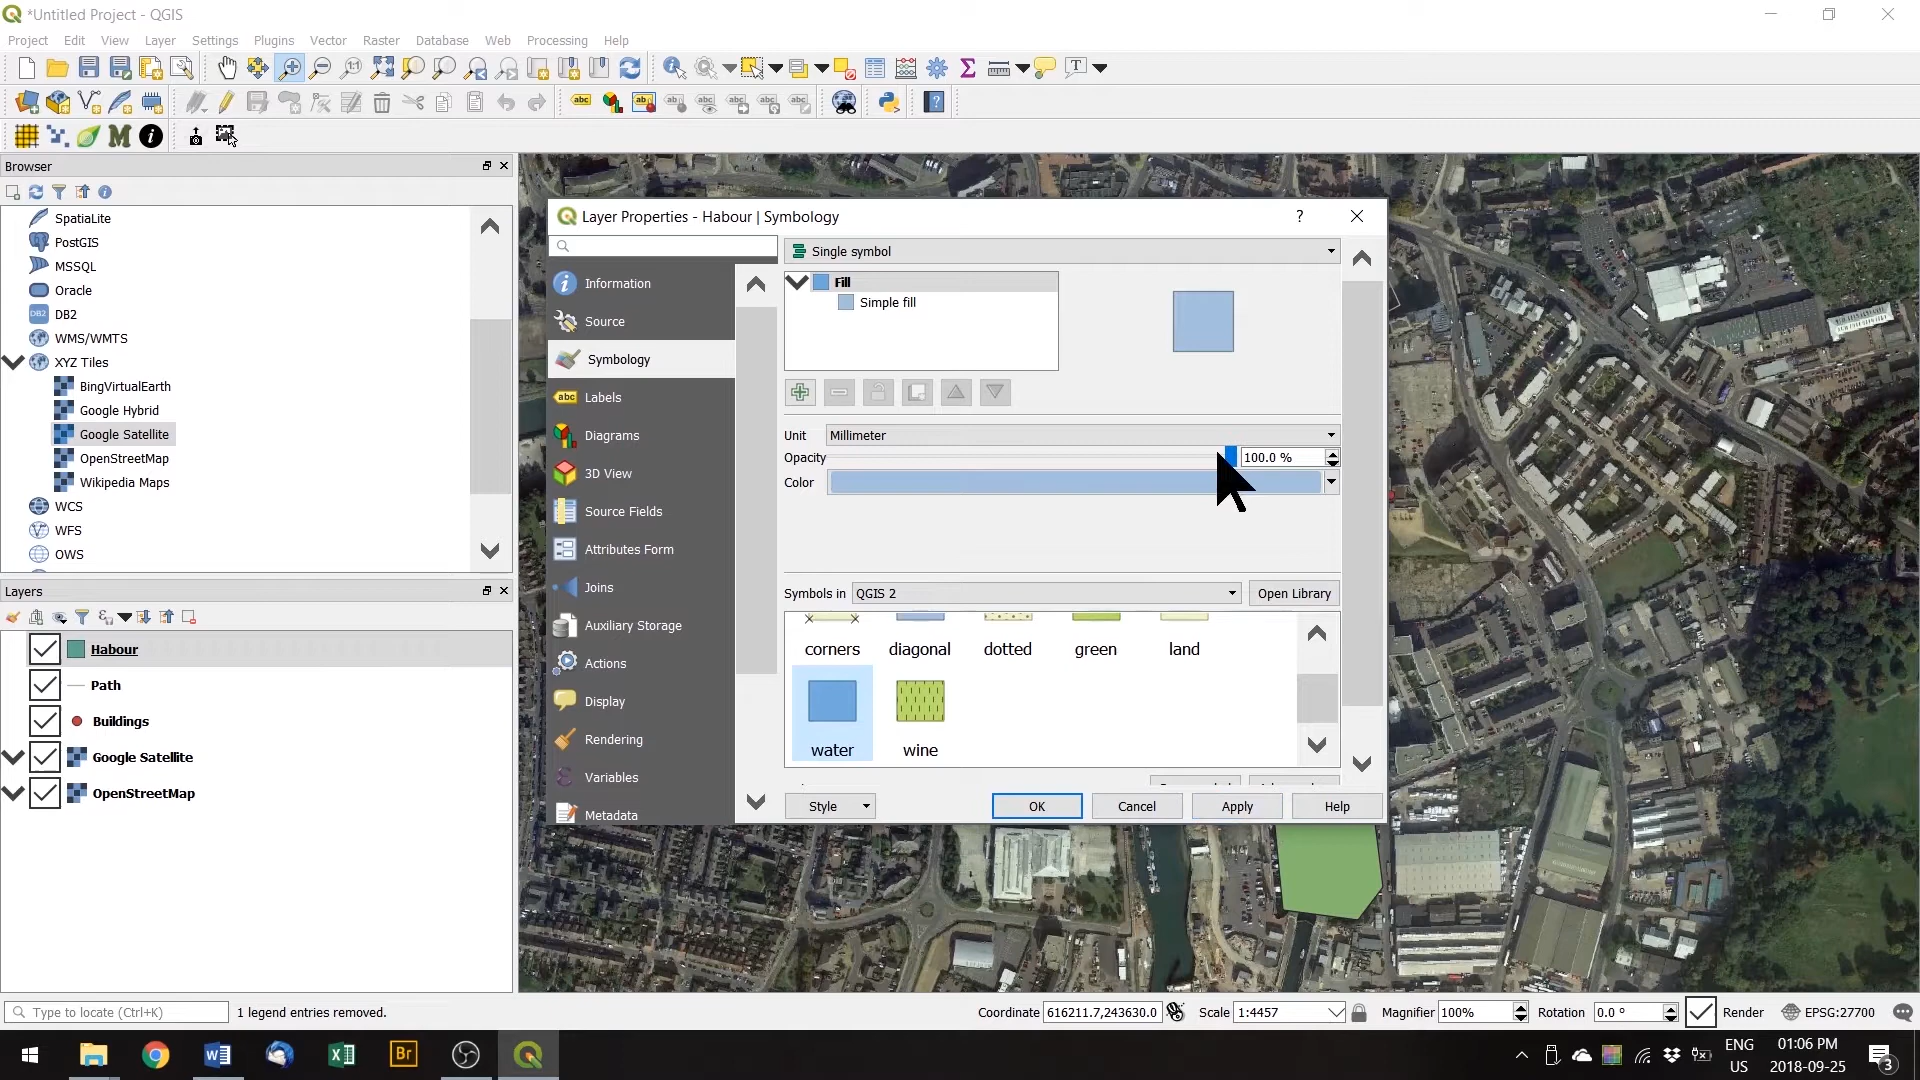 *Untitled Project - QGIS
Project Edit View Layer Settings Plugins Vector Raster Database Web Processing Help
Browser
SpatiaLite
PostGIS
MSSQL
Oracle
DB2
WMS/WMTS
XYZ Tiles
BingVirtualEarth
Google Hybrid
Google Satellite
OpenStreetMap
Wikipedia Maps
WCS
WFS
OWS
Layers
Habour
Path
Buildings
Google Satellite
OpenStreetMap
Layer Properties - Habour | Symbology
?
Information
Source
Symbology
Labels
Diagrams
3D View
Source Fields
Attributes Form
Joins
Auxiliary Storage
Actions
Display
Rendering
Variables
Metadata
Single symbol
Fill
Simple fill
Unit Millimeter
Opacity 100.0 %
Color
Symbols in QGIS 2 Open Library
corners diagonal dotted green land
water wine
Style OK Cancel Apply Help
Type to locate (Ctrl+K) 1 legend entries removed. Coordinate 616211.7,243630.0 Scale 1:4457 Magnifier 100% Rotation 0.0 ° Render EPSG:27700
ENG
US
01:06 PM
2018-09-25
3